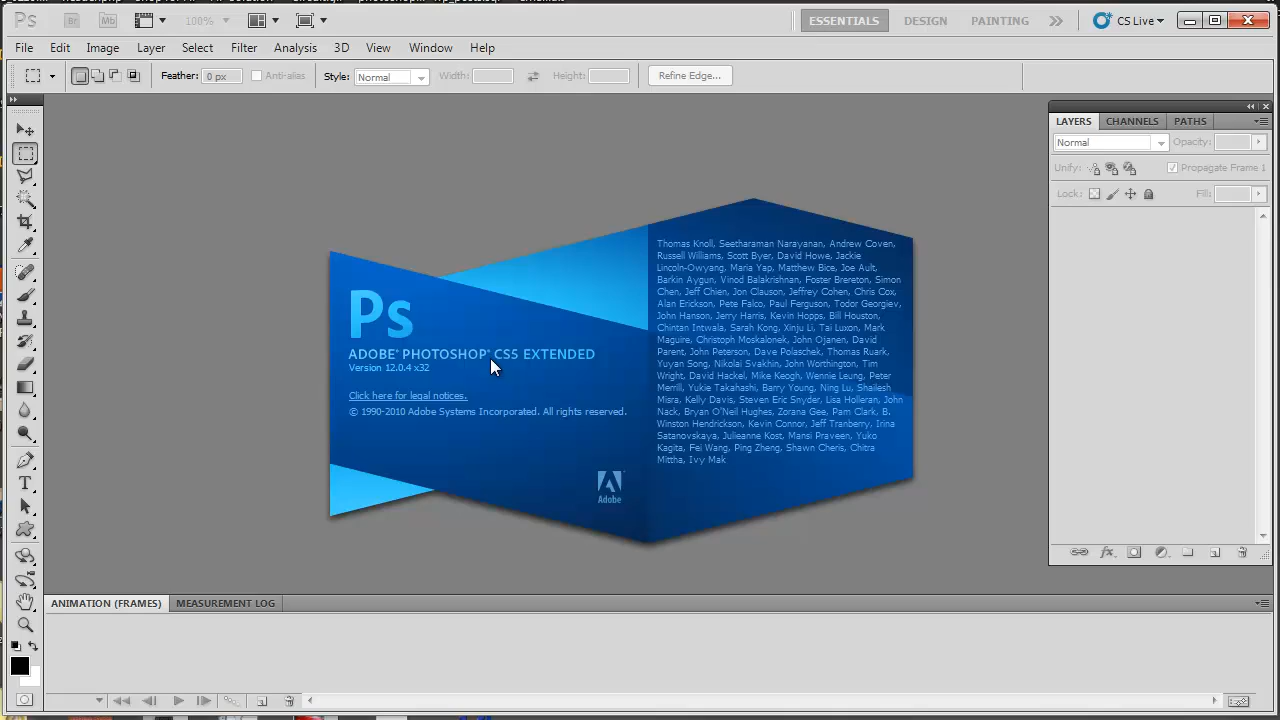 Ps
Br
Mb
100%
ESSENTIALS
DESIGN
PAINTING
CS Live
File Edit Image Layer Select Filter Analysis 3D View Window Help
Feather: 0 px
Anti-alias
Style: Normal
Width:
Height:
Refine Edge...
LAYERS CHANNELS PATHS
Normal
Opacity:
Unify:
Propagate Frame 1
Lock:
Fill:
Ps
ADOBE® PHOTOSHOP® CS5 EXTENDED
Version 12.0.4 x32
Click here for legal notices.
© 1990-2010 Adobe Systems Incorporated. All rights reserved.
Adobe
Thomas Knoll, Seetharaman Narayanan, Andrew Coven,
Russell Williams, Scott Byer, David Howe, Jackie
Lincoln-Owyang, Maria Yap, Matthew Bice, Joe Ault,
Barkin Aygun, Vinod Balakrishnan, Foster Brereton, Simon
Chen, Jeff Chien, Jon Clauson, Jeffrey Cohen, Chris Cox,
Alan Erickson, Pete Falco, Paul Ferguson, Todor Georgiev,
John Hanson, Jerry Harris, Kevin Hopps, Bill Houston,
Chintan Intwala, Sarah Kong, Xinju Li, Tai Luxon, Mark
Maguire, Christoph Moskalonek, John Ojanen, David
Parent, John Peterson, Dave Polaschek, Thomas Ruark,
Yuyan Song, Nikolai Svakhin, John Worthington, Tim
Wright, David Hackel, Mike Keogh, Wennie Leung, Peter
Merrill, Yukie Takahashi, Barry Young, Ning Lu, Shailesh
Misra, Kelly Davis, Steven Eric Snyder, Lisa Holleran, John
Nack, Bryan O'Neil Hughes, Zorana Gee, Pam Clark, B.
Winston Hendrickson, Kevin Connor, Jeff Tranberry, Irina
Satanovskaya, Julieanne Kost, Mansi Praveen, Yuko
Kagita, Fei Wang, Ping Zheng, Shawn Cheris, Chitra
Mittha, Ivy Mak
T
fx
ANIMATION (FRAMES) MEASUREMENT LOG